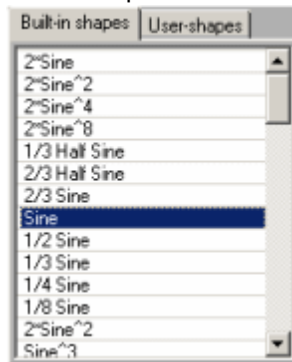 Built-in shapes User-shapes
2*Sine
2*Sine^2
2*Sine^4
2*Sine^8
1/3 Half Sine
2/3 Half Sine
2/3 Sine
Sine
1/2 Sine
1/3 Sine
1/4 Sine
1/8 Sine
2*Sine^2
Sine^3